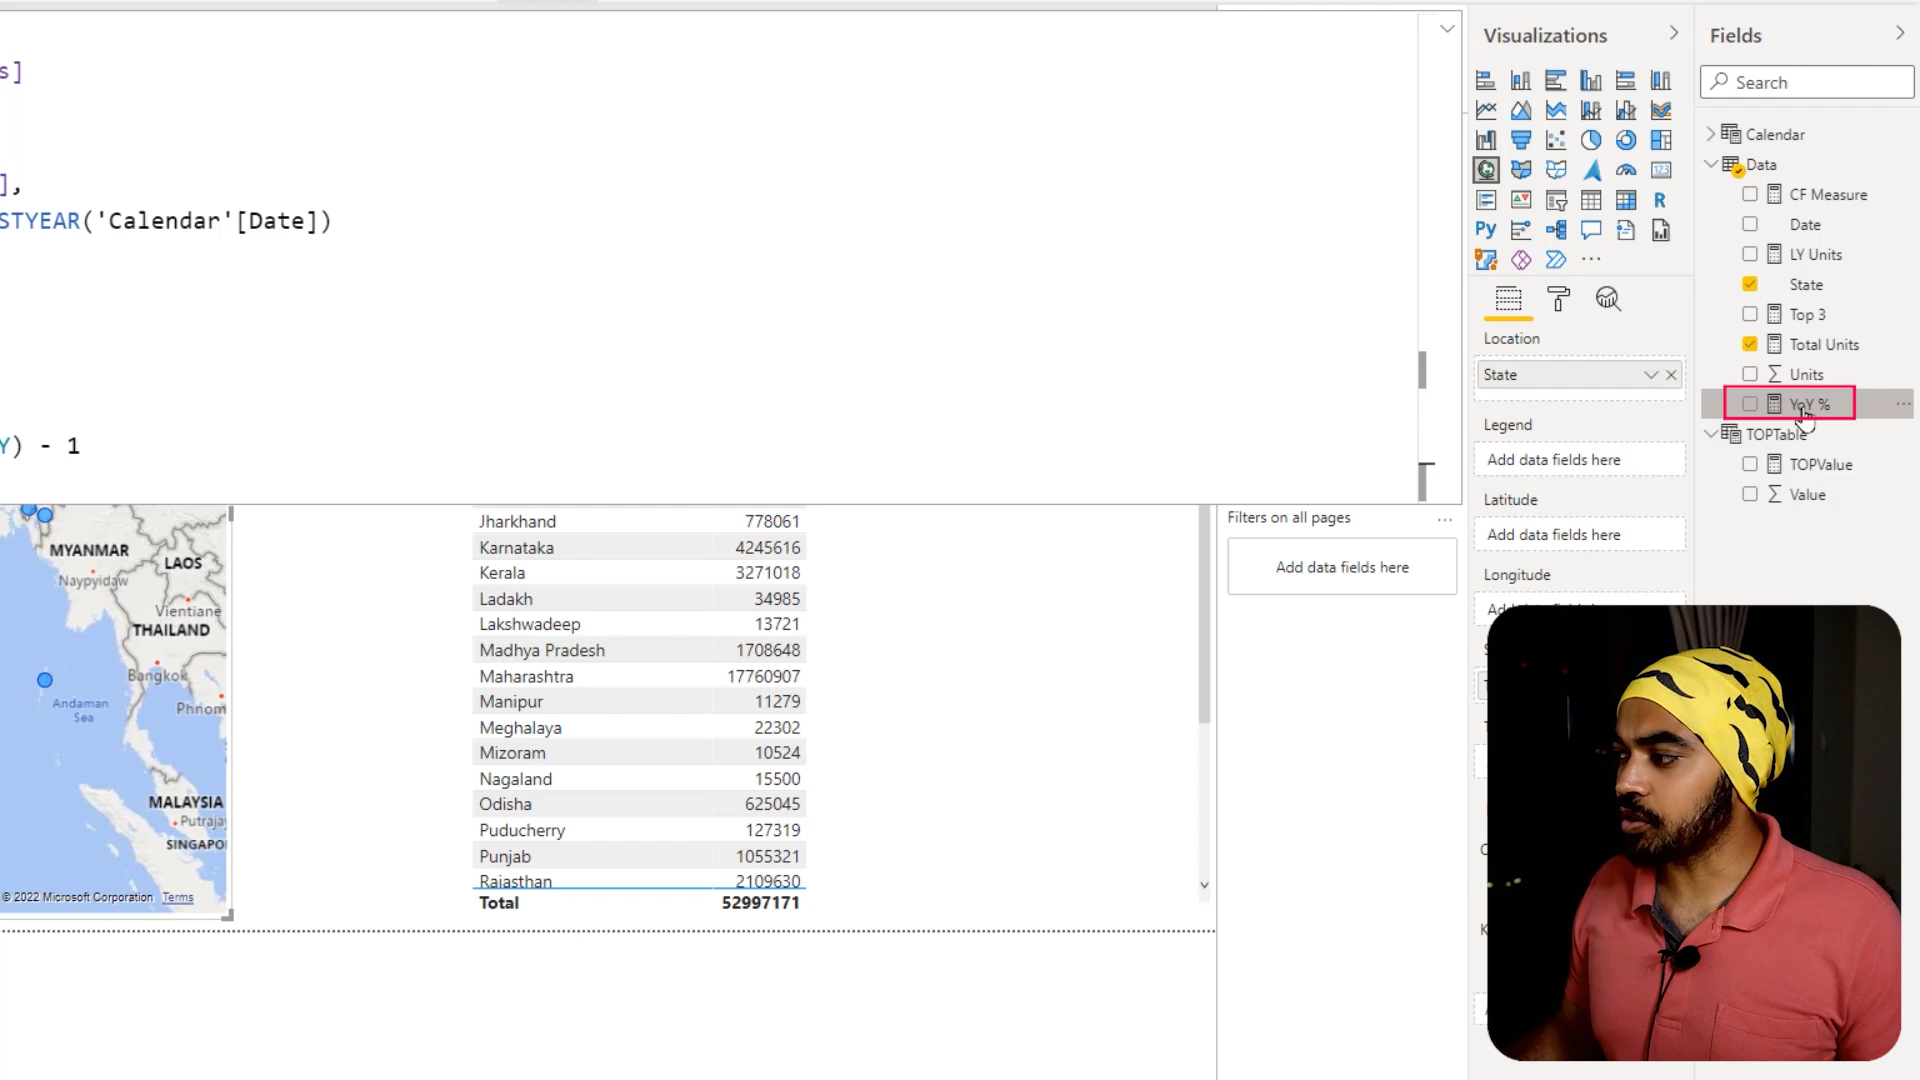 s]
],
STYEAR('Calendar'[Date])
Y) - 1
MYANMAR
Naypyidaw
LAOS
Vientiane
THAILAND
Bangkok
Andaman
Sea
Phnom
MALAYSIA
Putraja
SINGAPO
© 2022 Microsoft Corporation Terms
Jharkhand 778061
Karnataka 4245616
Kerala 3271018
Ladakh 34985
Lakshwadeep 13721
Madhya Pradesh 1708648
Maharashtra 17760907
Manipur 11279
Meghalaya 22302
Mizoram 10524
Nagaland 15500
Odisha 625045
Puducherry 127319
Punjab 1055321
Rajasthan 2109630
Total 52997171
Filters on all pages ...
Add data fields here
Visualizations
123
R
Py
...
Location
State
Legend
Add data fields here
Latitude
Add data fields here
Longitude
Fields
Search
Calendar
Data
CF Measure
Date
LY Units
State
Top 3
Total Units
Σ Units
YoY % ...
TOPTable
TOPValue
Σ Value